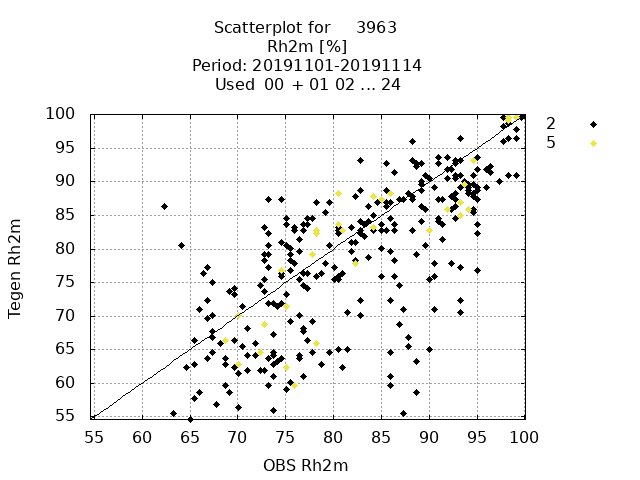 Scatterplot for 3963
Rh2m [%]
Period: 20191101-20191114
Used 00 + 01 02 ... 24
100
95
90
85
80
75
70
65
60
55
Tegen Rh2m
55 60 65 70 75 80 85 90 95 100
OBS Rh2m
2
5